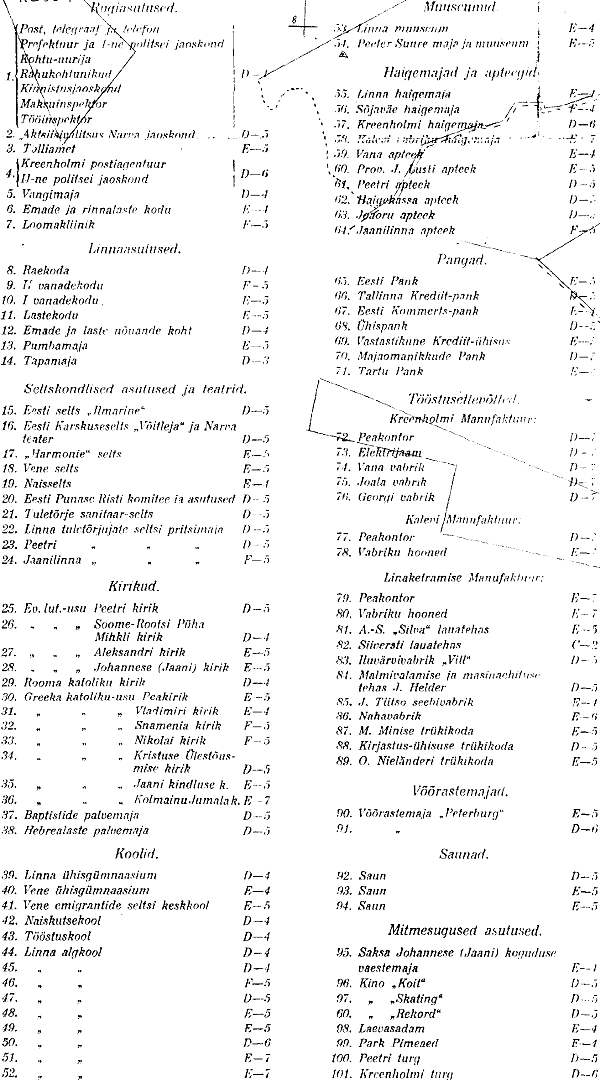 Riigiasutused.
Post, telegraaf ja telefon
Prefektuur ja I-ne politsei jaoskond
Kohtu-uurija
1. Rahukohtunikud D—4
Kinnistusjaoskond
Maksuinspektor
Tööinspektor
2. Aktsiisivalitsus Narva jaoskond D—5
3. Tolliamet E—5
4. Kreenholmi postiagentuur
II-ne politsei jaoskond D—6
5. Vangimaja D—4
6. Emade ja rinnalaste kodu E—4
7. Loomakliinik F—5
Linnaasutused.
8. Raekoda D—4
9. II vanadekodu F—5
10. I vanadekodu E—5
11. Lastekodu E—5
12. Emade ja laste nõuande koht D—4
13. Pumbamaja E—5
14. Tapamaja D—3
Seltskondlised asutused ja teatrid.
15. Eesti selts „Ilmarine“ D—5
16. Eesti Karskuseselts „Võitleja“ ja Narva
teater D—5
17. „Harmonie“ selts E—5
18. Vene selts E—5
19. Naisselts E—4
20. Eesti Punase Risti komitee ja asutused D—5
21. Tuletõrje sanitaar-selts D—5
22. Linna tuletõrjujate seltsi pritsimaja D—5
23. Peetri „ „ „ D—5
24. Jaanilinna „ „ „ F—5
Kirikud.
25. Ev. lut.-usu Peetri kirik D—5
26. „ „ „ Soome-Rootsi Püha
Mihkli kirik D—4
27. „ „ „ Aleksandri kirik E—5
28. „ „ „ Johannese (Jaani) kirik E—5
29. Rooma katoliku kirik D—4
30. Greeka katoliku-usu Peakirik E—5
31. „ „ „ Vladimiri kirik E—4
32. „ „ „ Snamenia kirik F—5
33. „ „ „ Nikolai kirik F—5
34. „ „ „ Kristuse Ülestõus-
mise kirik D—5
35. „ „ „ Jaani kindluse k. E—5
36. „ „ „ Kolmainu Jumala k. E—7
37. Baptistide palvemaja D—5
38. Hebrealaste palvemaja D—5
Koolid.
39. Linna ühisgümnaasium D—4
40. Vene ühisgümnaasium E—4
41. Vene emigrantide seltsi keskkool E—5
42. Naiskutsekool D—4
43. Tööstuskool D—4
44. Linna algkool D—4
45. „ „ D—4
46. „ „ F—5
47. „ „ D—5
48. „ „ E—5
49. „ „ E—5
50. „ „ D—6
51. „ „ E—7
52. „ „ E—7
8
Muuseumid.
53. Linna muuseum E—4
54. Peeter Suure maja ja muuseum E—5
Haigemajad ja apteegid.
55. Linna haigemaja E—4
56. Sõjaväe haigemaja F—4
57. Kreenholmi haigemaja D—6
58. Kalevi vabriku haigemaja E—7
59. Vana apteek E—4
60. Prov. J. Lusti apteek E—5
61. Peetri apteek D—5
62. Haigekassa apteek D—
63. Joaoru apteek D—
64. Jaanilinna apteek F—5
Pangad.
65. Eesti Pank E—
66. Tallinna Krediit-pank D—
67. Eesti Kommerts-pank E—
68. Ühispank D—
69. Vastastikune Krediit-ühisus E—
70. Majaomanikkude Pank D—
71. Tartu Pank E—
Tööstusettevõtted.
Kreenholmi Manufaktuur:
72. Peakontor D—7
73. Elektrijaam D—7
74. Vana vabrik D—7
75. Joala vabrik D—7
76. Georgi vabrik D—7
Kalevi Manufaktuur:
77. Peakontor D—
78. Vabriku hooned E—
Linaketramise Manufaktuur:
79. Peakontor E—7
80. Vabriku hooned E—7
81. A.-S. „Silva“ lauatehas E—5
82. Siiversti lauatehas C—2
83. Iluvärvivabrik „Vill“ D—5
84. Malmivalamise ja masinaehituse
tehas J. Helder D—5
85. J. Tiitso seebivabrik E—4
86. Nahavabrik E—6
87. M. Minise trükikoda E—5
88. Kirjastus-ühisuse trükikoda D—5
89. O. Nieländeri trükikoda E—5
Võõrastemajad.
90. Võõrastemaja „Peterburg“ E—5
91. „ D—6
Saunad.
92. Saun D—5
93. Saun E—5
94. Saun E—5
Mitmesugused asutused.
95. Saksa Johannese (Jaani) koguduse
vaestemaja E—4
96. Kino „Koit“ D—5
97. „ „Skating“ D—5
60. „ „Rekord“ D—5
98. Laevasadam E—4
99. Park Pimeaed E—4
100. Peetri turg D—5
101. Kreenholmi turg D—6